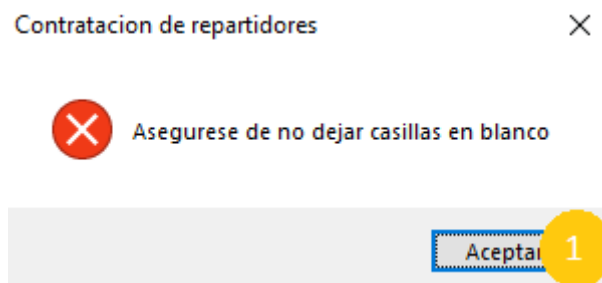 Contratacion de repartidores
Asegurese de no dejar casillas en blanco
Aceptar
1